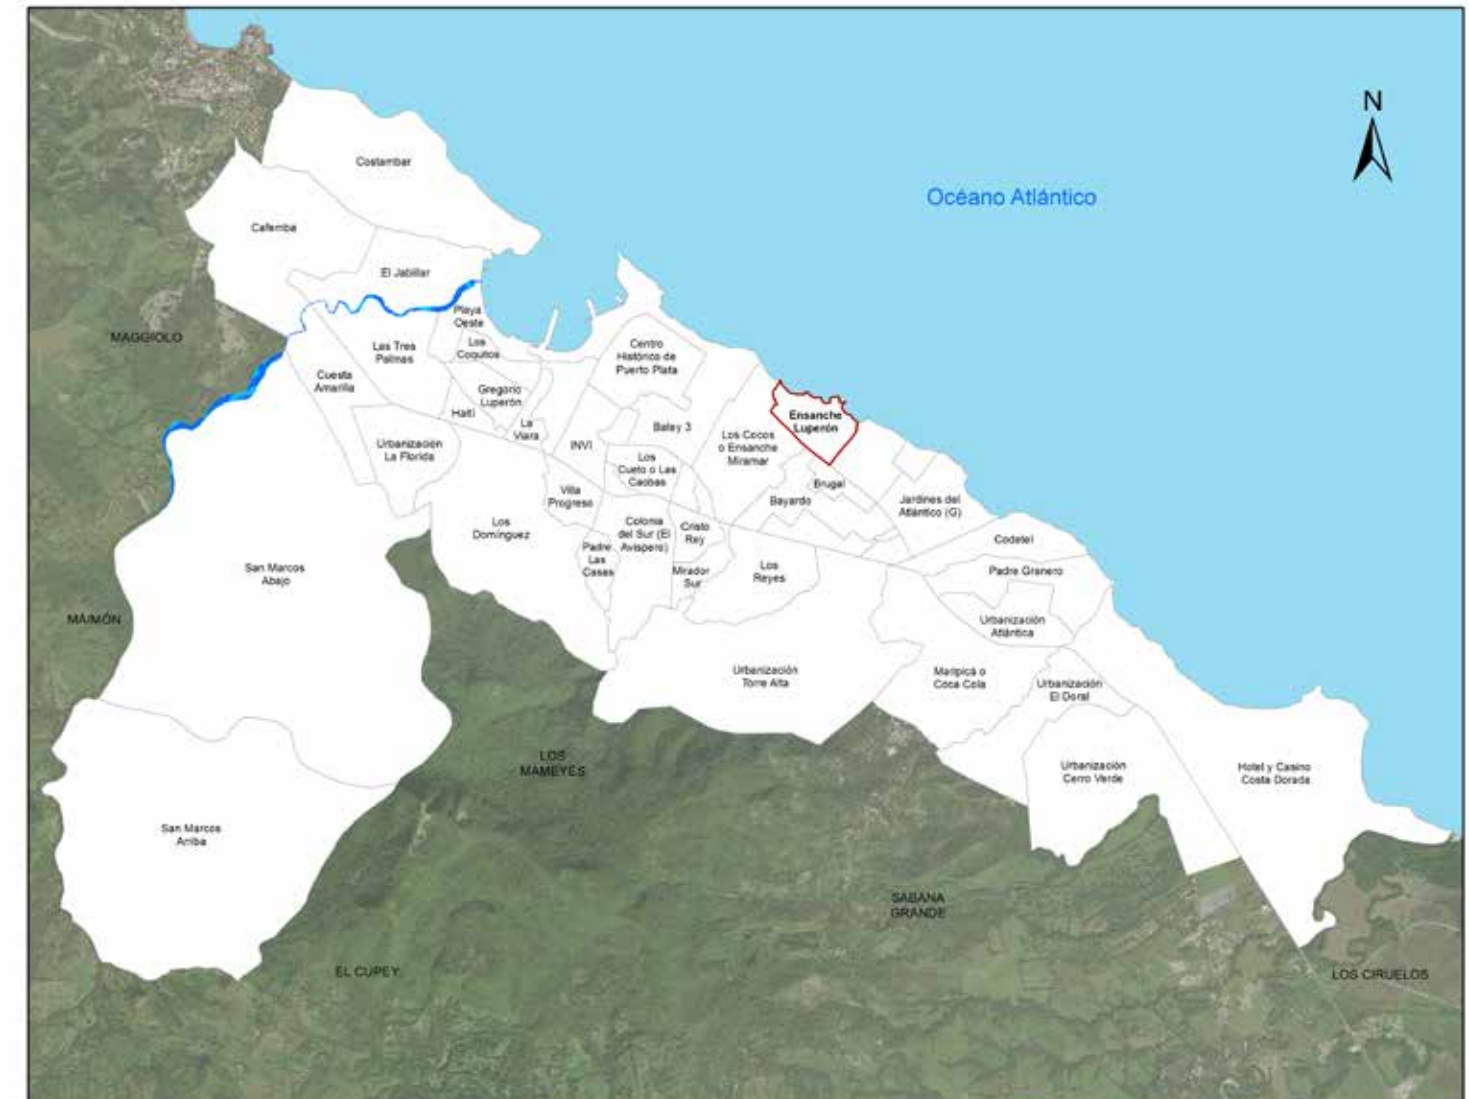 N
Océano Atlántico
Costambar
Cafemba
El Jabillar
MAGGIOLO
Playa
Oeste
Las Tres
Palmas
Los
Coquitos
Centro
Histórico de
Puerto Plata
Cuesta
Amarilla
Gregorio
Luperón
Haití
La
Viara
Ensanche
Luperón
Batey 3
INVI
Los Cocos
o Ensanche
Miramar
Urbanización
La Florida
Los
Cueto o Las
Caobas
Villa
Progreso
Brugal
Bayardo
Jardines del
Atlántico (G)
Los
Domínguez
Colonia
del Sur (El
Avispero)
Cristo
Rey
Codetel
Padre
Las
Casas
Mirador
Sur
Los
Reyes
Padre Granero
San Marcos
Abajo
MAIMÓN
Urbanización
Atlántica
Urbanización
Torre Alta
Maripicá o
Coca Cola
Urbanización
El Doral
LOS
MAMEYES
Urbanización
Cerro Verde
Hotel y Casino
Costa Dorada
San Marcos
Arriba
SABANA
GRANDE
EL CUPEY
LOS CIRUELOS